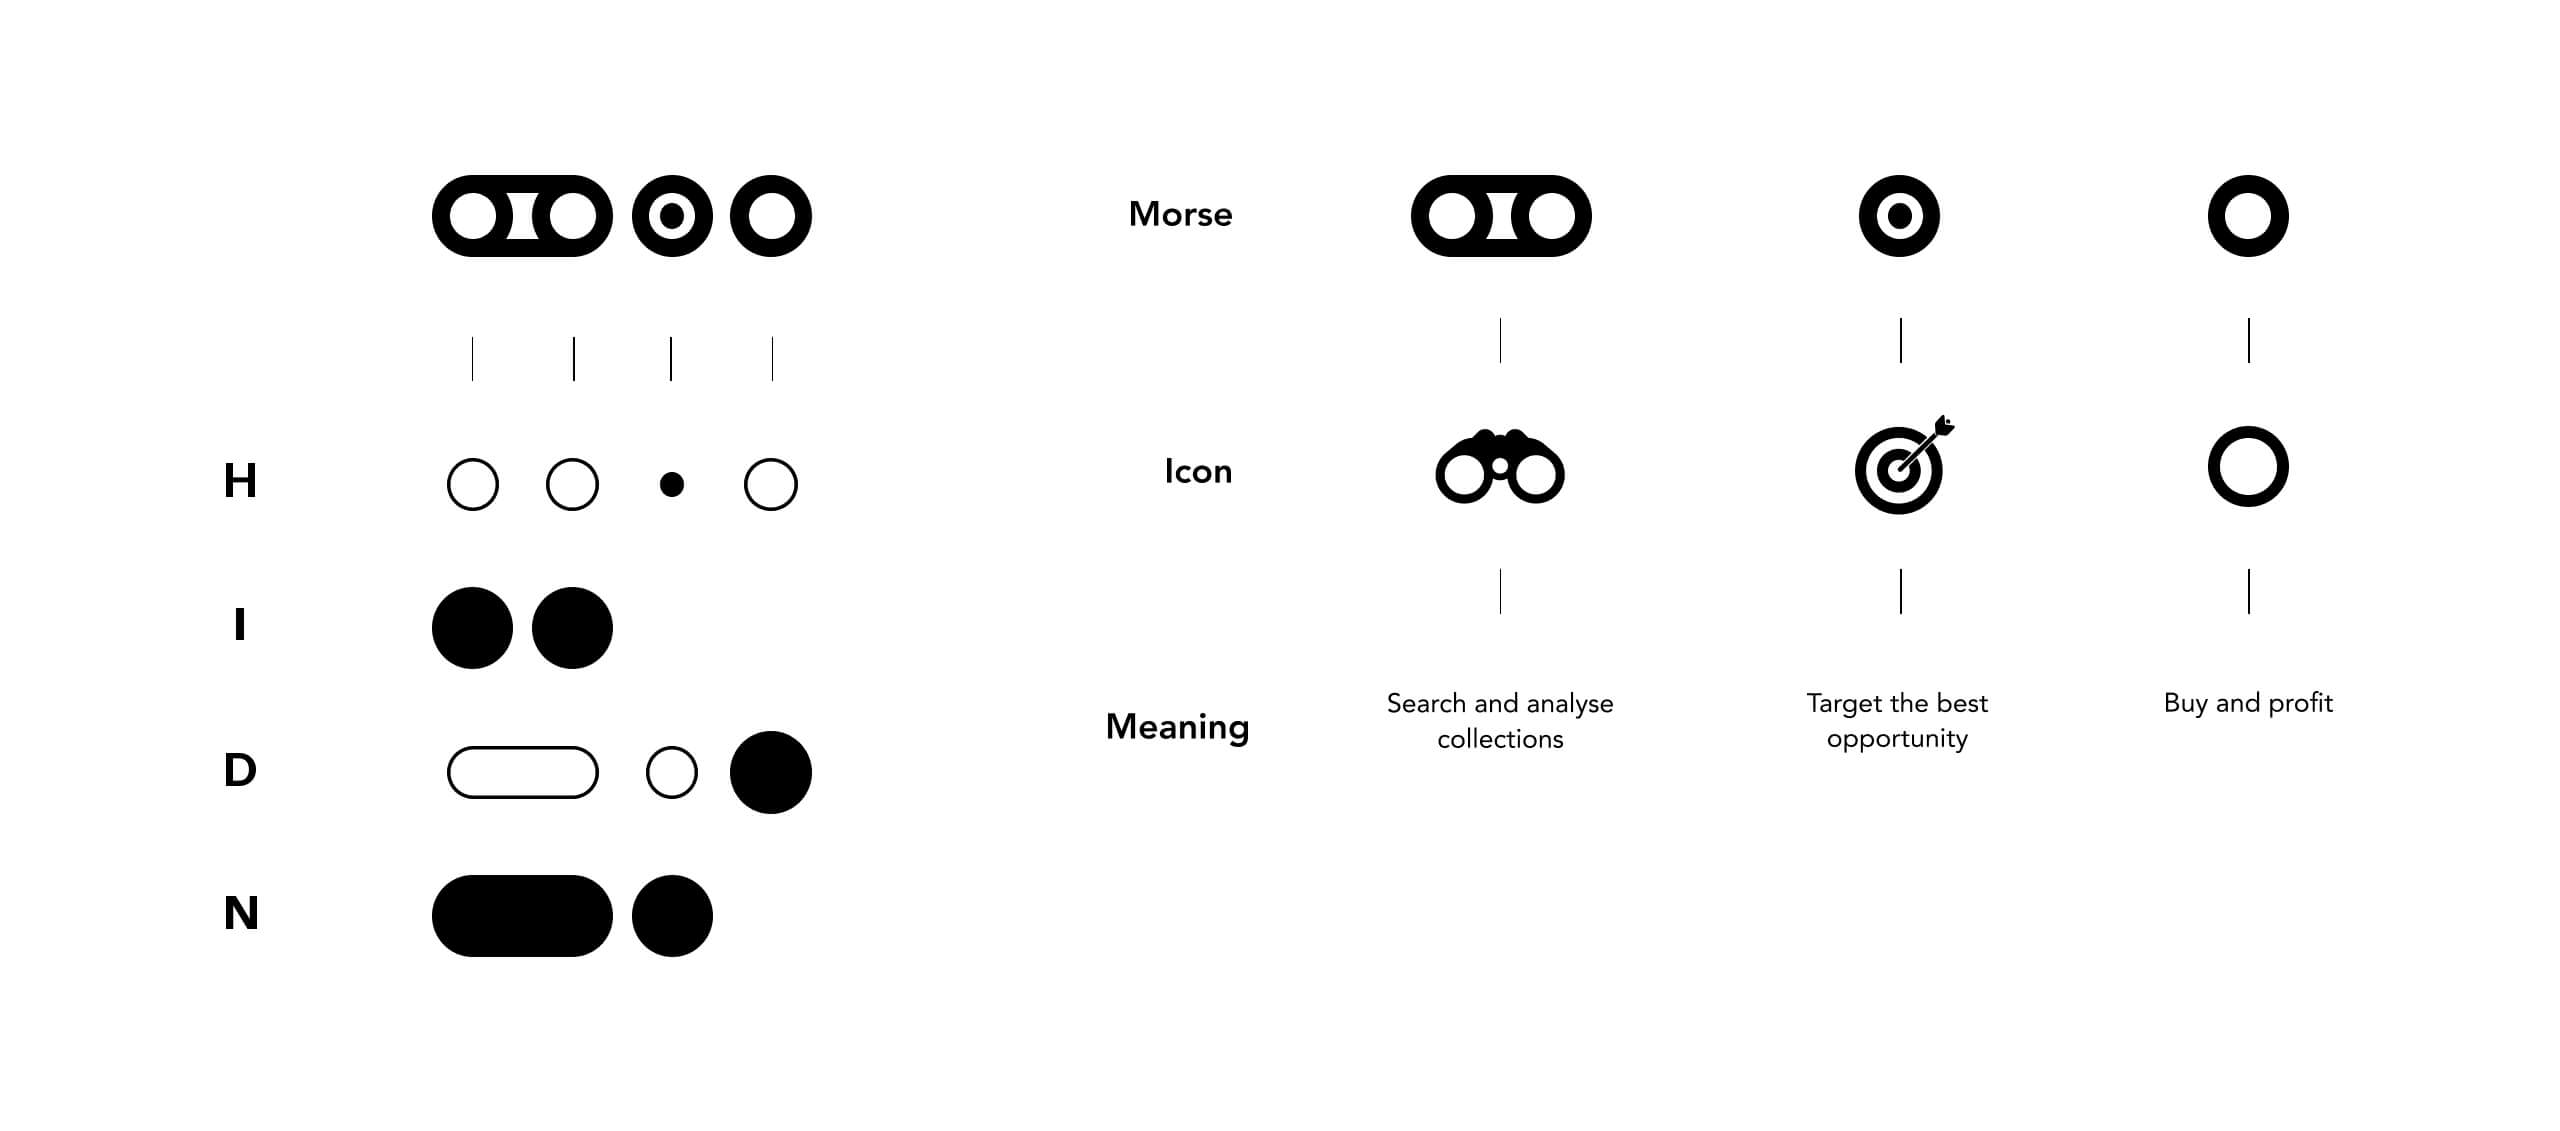 H
I
D
N
Morse
Icon
Meaning
Search and analyse
collections
Target the best
opportunity
Buy and profit